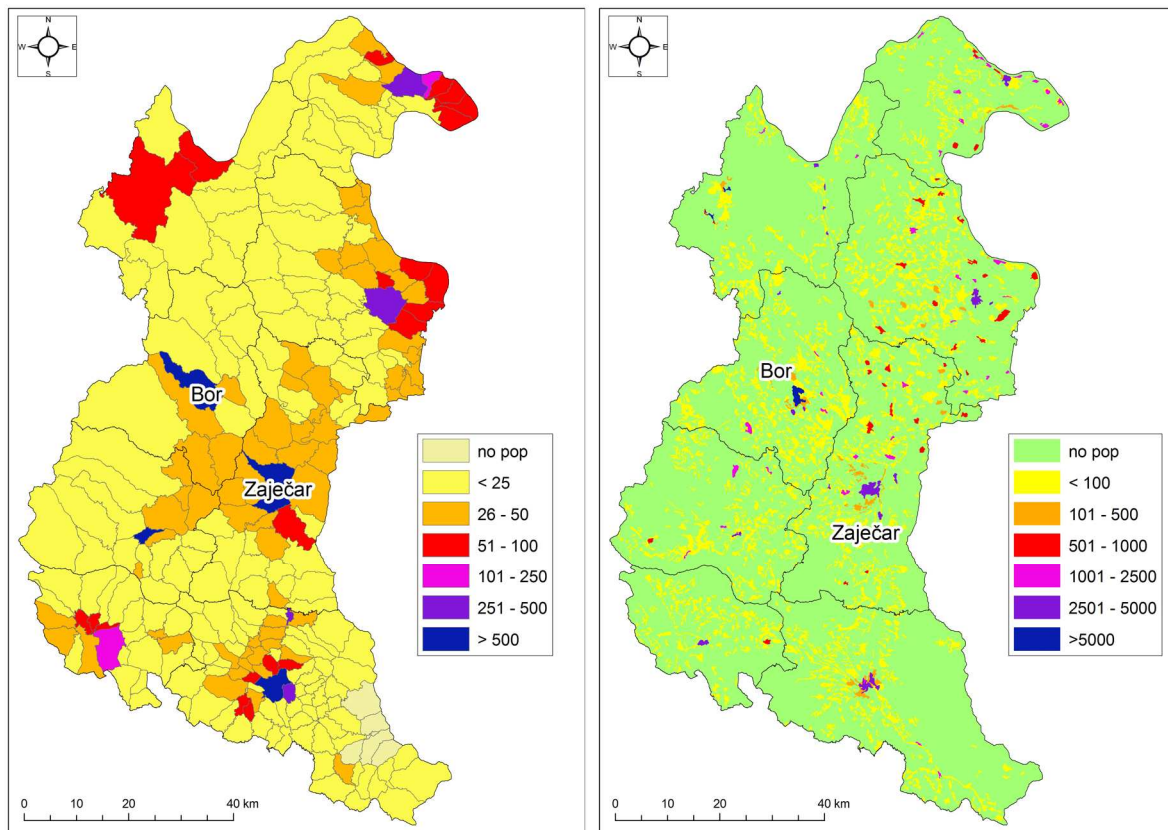 N
W E
S
Bor
Zaječar
no pop
< 25
26 - 50
51 - 100
101 - 250
251 - 500
> 500
0 10 20 40 km
N
W E
S
Bor
Zaječar
no pop
< 100
101 - 500
501 - 1000
1001 - 2500
2501 - 5000
>5000
0 10 20 40 km